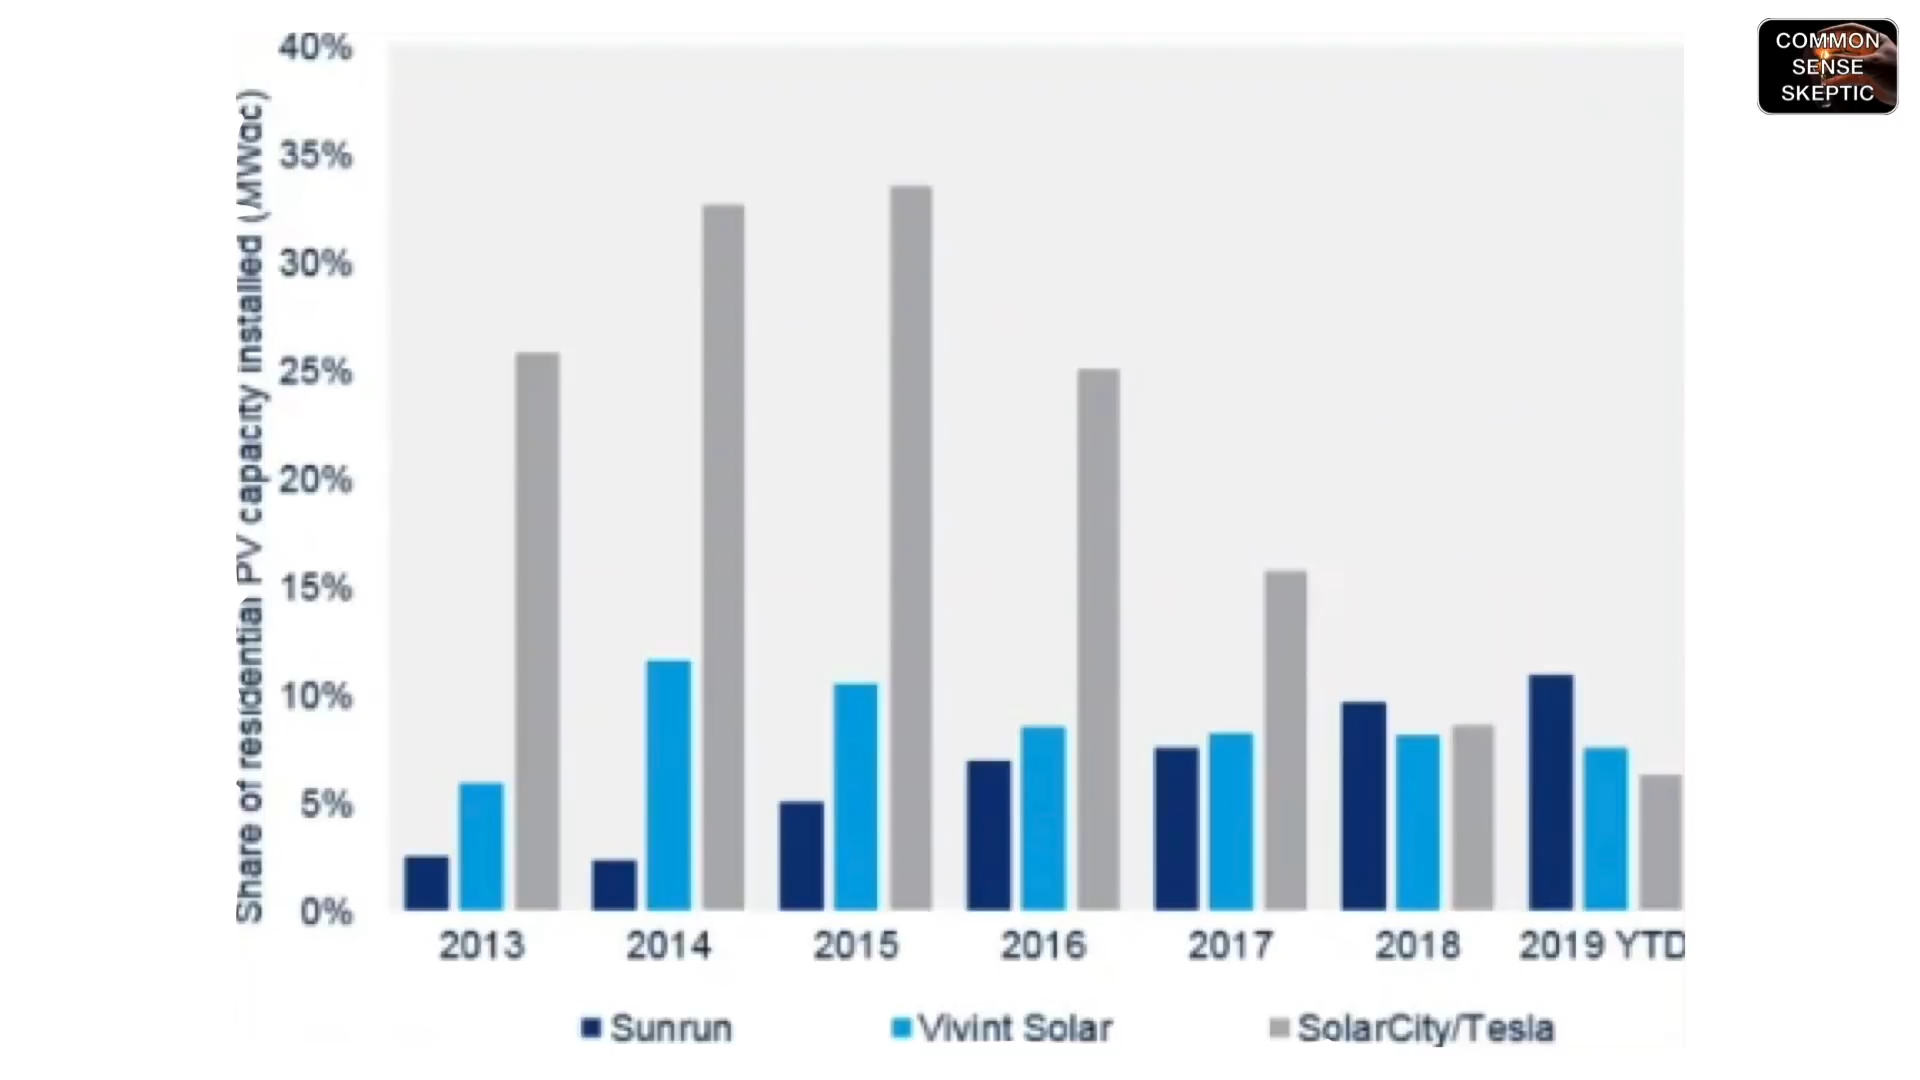 COMMON
SENSE
SKEPTIC
Share of residential PV capacity installed (MWdc)
40%
35%
30%
25%
20%
15%
10%
5%
0%
2013 2014 2015 2016 2017 2018 2019 YTD
Sunrun Vivint Solar SolarCity/Tesla